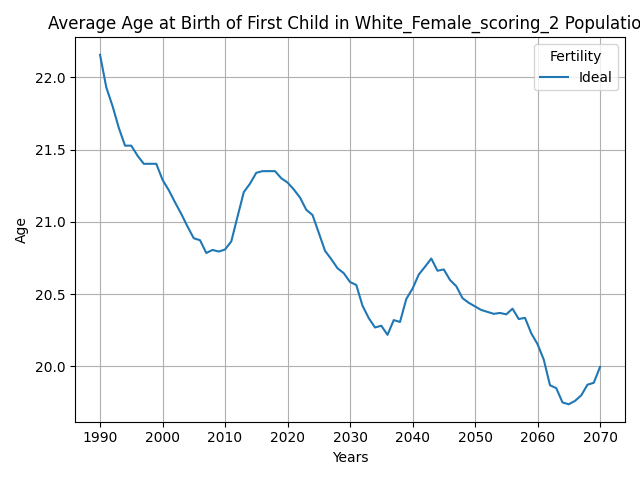 Average Age at Birth of First Child in White_Female_scoring_2 Populatio
Fertility
Ideal
22.0
21.5
21.0
20.5
20.0
Age
1990 2000 2010 2020 2030 2040 2050 2060 2070
Years